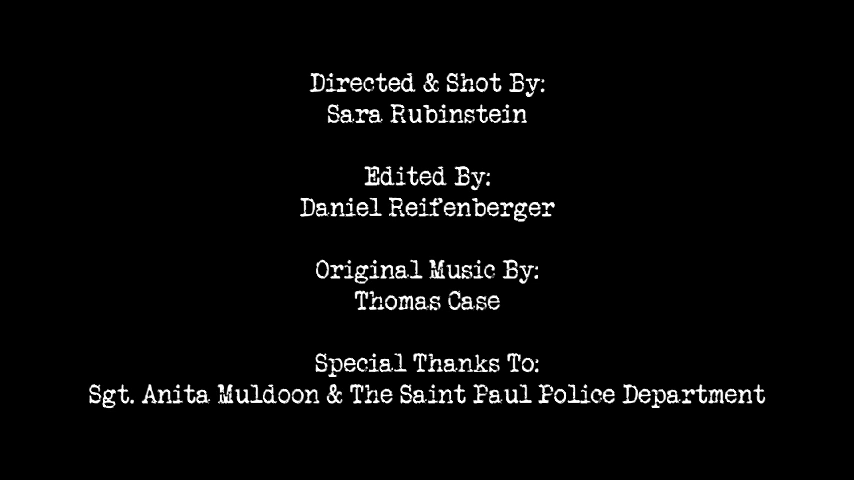 Directed & Shot By:
Sara Rubinstein
Edited By:
Daniel Reifenberger
Original Music By:
Thomas Case
Special Thanks To:
Sgt. Anita Muldoon & The Saint Paul Police Department